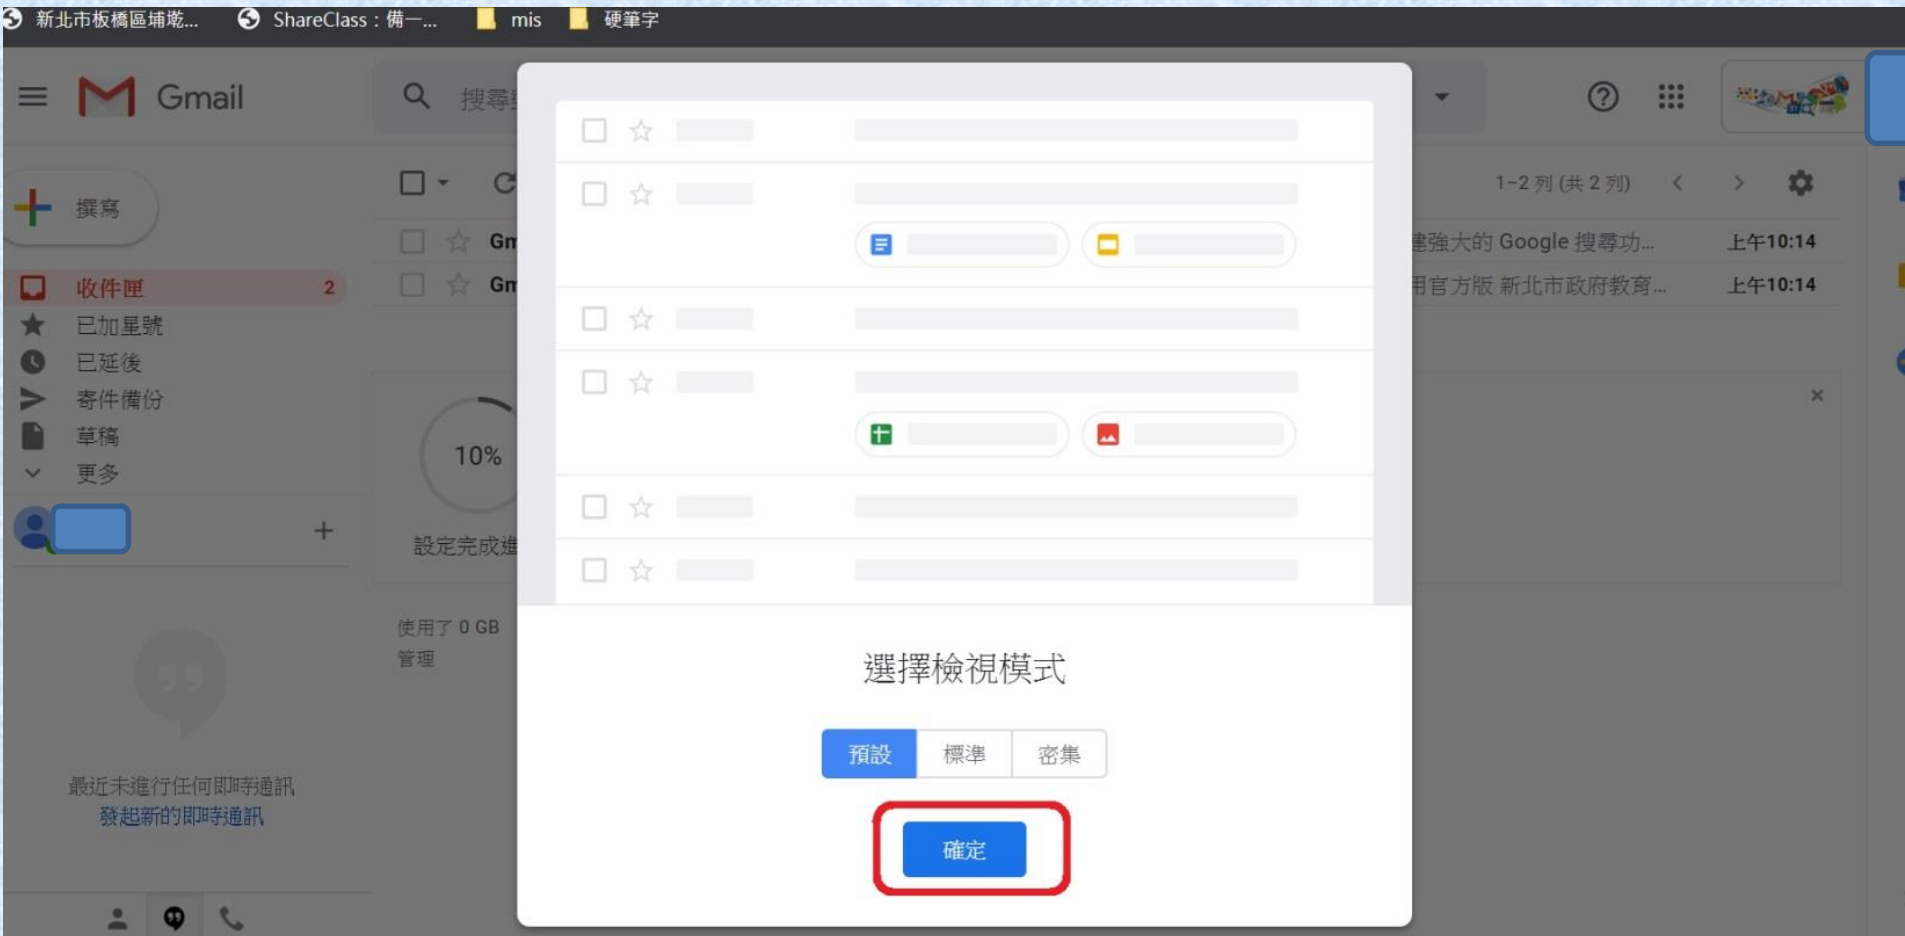 新北市板橋區埔墘... ShareClass：備一... mis 硬筆字
Gmail
搜尋
撰寫
1–2 列 (共 2 列)
收件匣 2
已加星號
已延後
寄件備份
草稿
更多
Gm
建強大的 Google 搜尋功... 上午10:14
Gm
用官方版 新北市政府教育... 上午10:14
10%
設定完成進
使用了 0 GB
管理
選擇檢視模式
預設 標準 密集
確定
最近未進行任何即時通訊
發起新的即時通訊